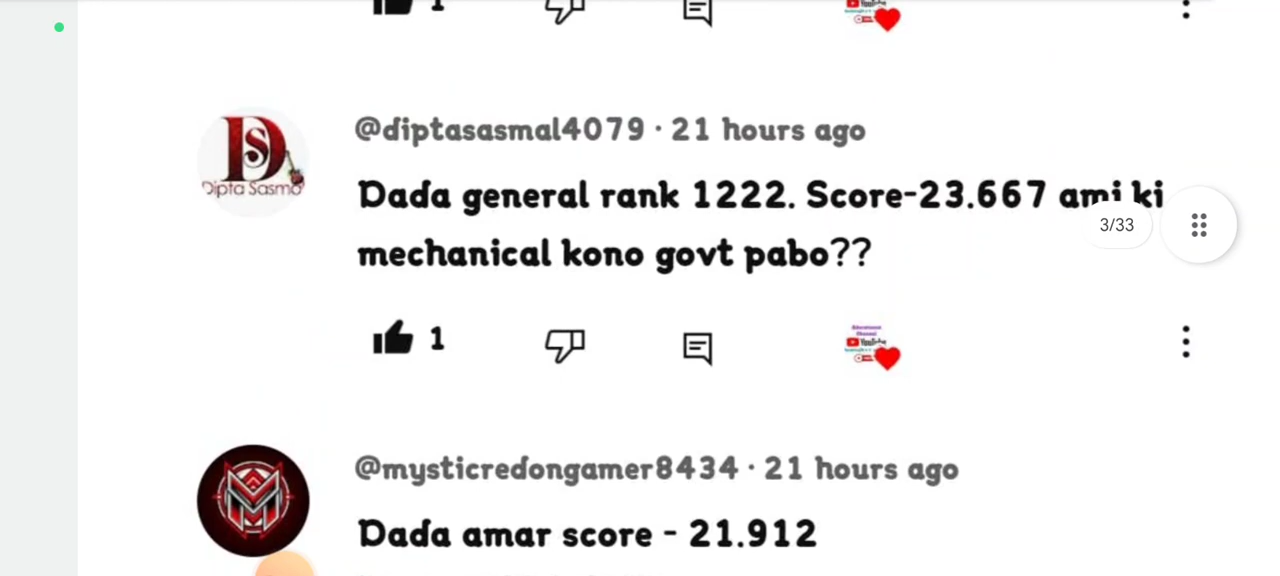 1
@diptasasmal4079 · 21 hours ago
Dada general rank 1222. Score-23.667 ami ki
3/33
mechanical kono govt pabo??
1
@mysticredongamer8434 · 21 hours ago
Dada amar score - 21.912